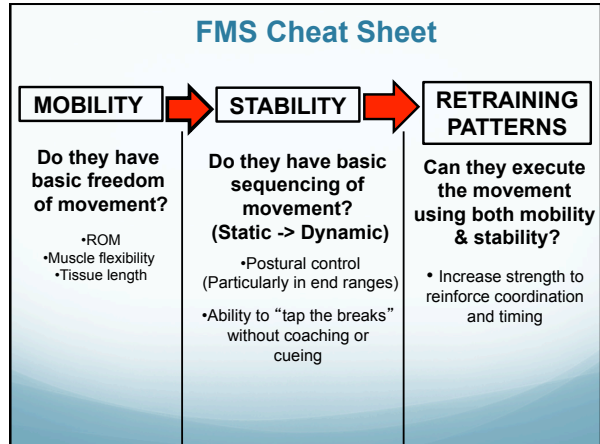 FMS Cheat Sheet
MOBILITY
Do they have
basic freedom
of movement?
•ROM
•Muscle flexibility
•Tissue length
STABILITY
Do they have basic
sequencing of
movement?
(Static -> Dynamic)
•Postural control
(Particularly in end ranges)
•Ability to “tap the breaks”
without coaching or
cueing
RETRAINING
PATTERNS
Can they execute
the movement
using both mobility
& stability?
• Increase strength to
reinforce coordination
and timing